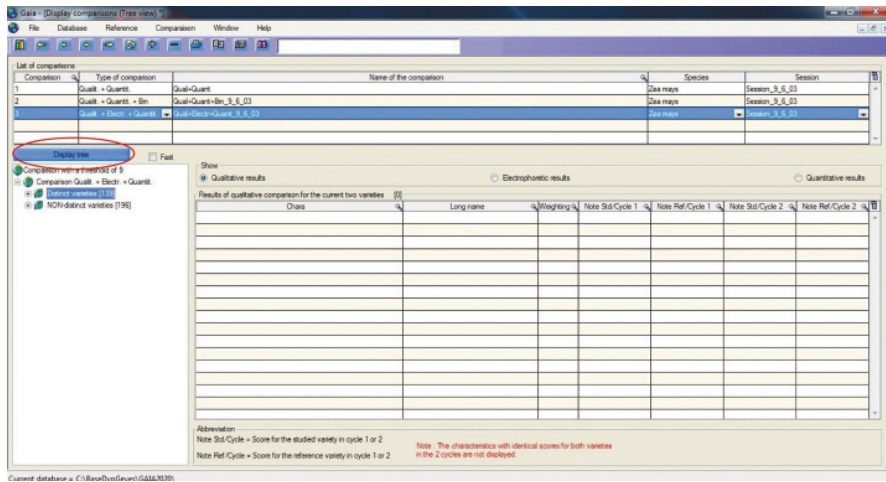 Gaia - [Display comparisons (Tree view) *]
File Database Reference Comparaison Window Help
List of comparisons
Comparison Type of comparison Name of the comparison Species Session
1 Qualit. + Quantit. Qual+Quant Zea mays Session_9_6_03
2 Qualit. + Quantit. + Bm Qual+Quant+Bm_9_6_03 Zea mays Session_9_6_03
3 Qualit. + Electr. + Quantit. Qual+Electr+Quant_9_6_03 Zea mays Session_9_6_03
Display tree Fast
Comparison with a threshold of 9
Comparison Qualit. + Electr. + Quantit.
Distinct varieties
NON-distinct varieties [196]
Show
Qualitative results Electrophoretic results Quantitative results
Results of qualitative comparison for the current two varieties [0]
Chara Long name Weighting Note Std/Cycle 1 Note Ref/Cycle 1 Note Std/Cycle 2 Note Ref/Cycle 2
Abbreviation
Note Std/Cycle = Score for the studied variety in cycle 1 or 2
Note Ref/Cycle = Score for the reference variety in cycle 1 or 2
Note : The characteristics with identical scores for both varieties
in the 2 cycles are not displayed.
Current database = C:\BaseDvpGeves\GAIA2020\